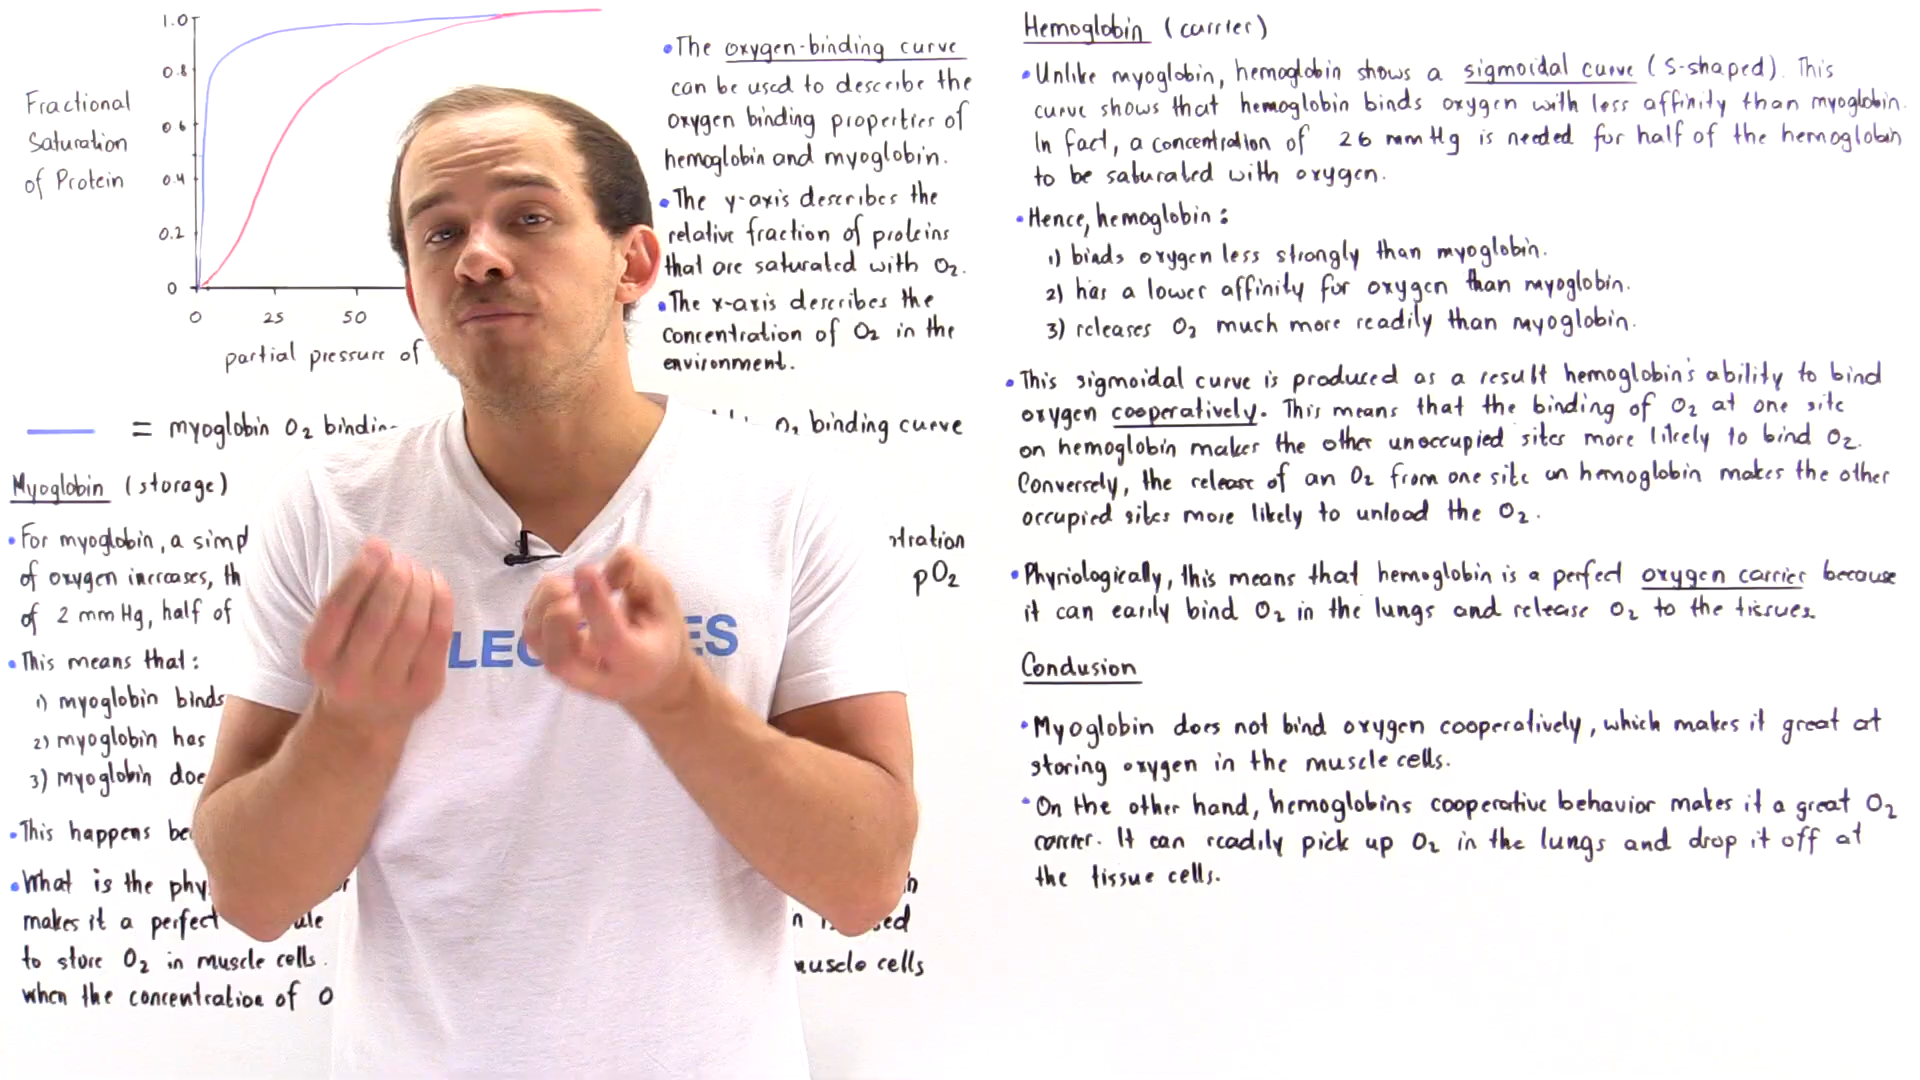 1.0
0.8
0.6
0.4
0.2
0
0 25 50
Fractional
Saturation
of Protein
partial pressure of
• The oxygen-binding curve
can be used to describe the
oxygen binding properties of
hemoglobin and myoglobin.
• The y-axis describes the
relative fraction of proteins
that are saturated with O2.
• The x-axis describes the
concentration of O2 in the
environment.
= myoglobin O2 O2 binding curve
Myoglobin (storage)
• For myoglobin, a
of oxygen increases, pO2
of 2 mm Hg, half of
• This means that:
1) myoglobin binds
2) myoglobin has
3) myoglobin
• This happens
• What is the
makes it a perfect
to store O2 in muscle cells. muscle cells
when the concentration of
LEC ES
Hemoglobin (carrier)
• Unlike myoglobin, hemoglobin shows a sigmoidal curve (S-shaped). This
curve shows that hemoglobin binds oxygen with less affinity than myoglobin.
In fact, a concentration of 26 mm Hg is needed for half of the hemoglobin
to be saturated with oxygen.
• Hence, hemoglobin:
1) binds oxygen less strongly than myoglobin.
2) has a lower affinity for oxygen than myoglobin.
3) releases O2 much more readily than myoglobin.
• This sigmoidal curve is produced as a result hemoglobin's ability to bind
oxygen cooperatively. This means that the binding of O2 at one site
on hemoglobin makes the other unoccupied sites more likely to bind O2.
Conversely, the release of an O2 from one site on hemoglobin makes the other
occupied sites more likely to unload the O2.
• Physiologically, this means that hemoglobin is a perfect oxygen carrier because
it can easily bind O2 in the lungs and release O2 to the tissues.
Conclusion
• Myoglobin does not bind oxygen cooperatively, which makes it great at
storing oxygen in the muscle cells.
• On the other hand, hemoglobins cooperative behavior makes it a great O2
carrier. It can readily pick up O2 in the lungs and drop it off at
the tissue cells.